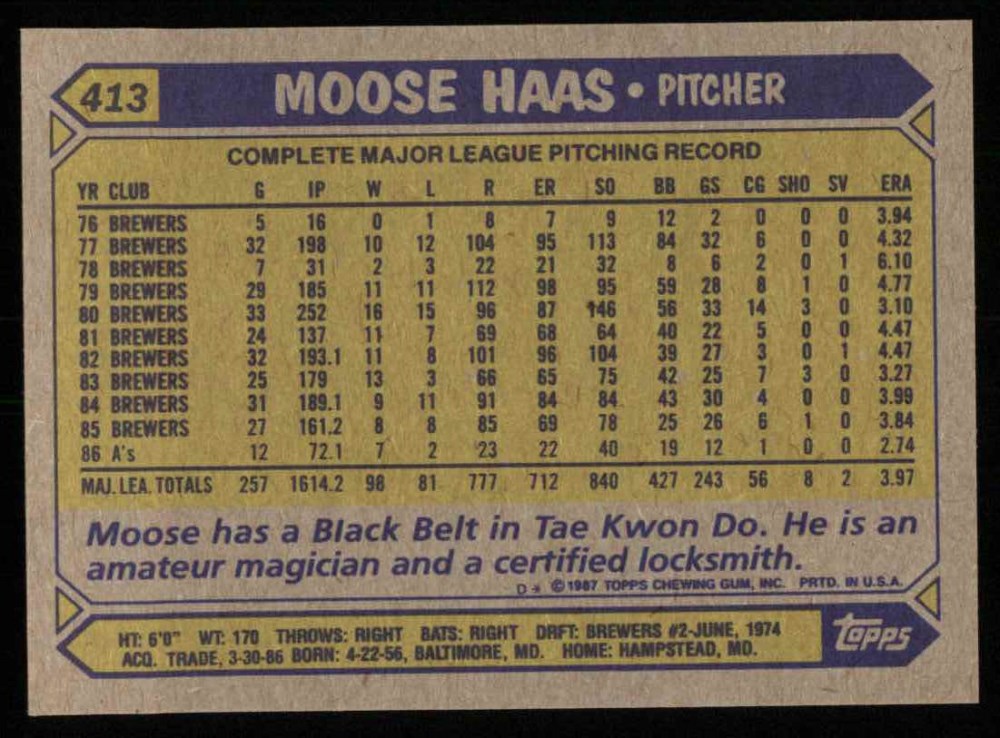 413 MOOSE HAAS • PITCHER
COMPLETE MAJOR LEAGUE PITCHING RECORD
YR CLUB G IP W L R ER SO BB GS CG SHO SV ERA
76 BREWERS 5 16 0 1 8 7 9 12 2 0 0 0 3.94
77 BREWERS 32 198 10 12 104 95 113 84 32 6 0 0 4.32
78 BREWERS 7 31 2 3 22 21 32 8 6 2 0 1 6.10
79 BREWERS 29 185 11 11 112 98 95 59 28 8 1 0 4.77
80 BREWERS 33 252 16 15 96 87 146 56 33 14 3 0 3.10
81 BREWERS 24 137 11 7 69 68 64 40 22 5 0 0 4.47
82 BREWERS 32 193.1 11 8 101 96 104 39 27 3 0 1 4.47
83 BREWERS 25 179 13 3 66 65 75 42 25 7 3 0 3.27
84 BREWERS 31 189.1 9 11 91 84 84 43 30 4 0 0 3.99
85 BREWERS 27 161.2 8 8 85 69 78 25 26 6 1 0 3.84
86 A's 12 72.1 7 2 23 22 40 19 12 1 0 0 2.74
MAJ. LEA. TOTALS 257 1614.2 98 81 777 712 840 427 243 56 8 2 3.97
Moose has a Black Belt in Tae Kwon Do. He is an
amateur magician and a certified locksmith.
D* © 1987 TOPPS CHEWING GUM, INC. PRTD. IN U.S.A.
HT: 6'0" WT: 170 THROWS: RIGHT BATS: RIGHT DRFT: BREWERS #2-JUNE, 1974
ACQ. TRADE, 3-30-86 BORN: 4-22-56, BALTIMORE, MD. HOME: HAMPSTEAD, MD.
Topps